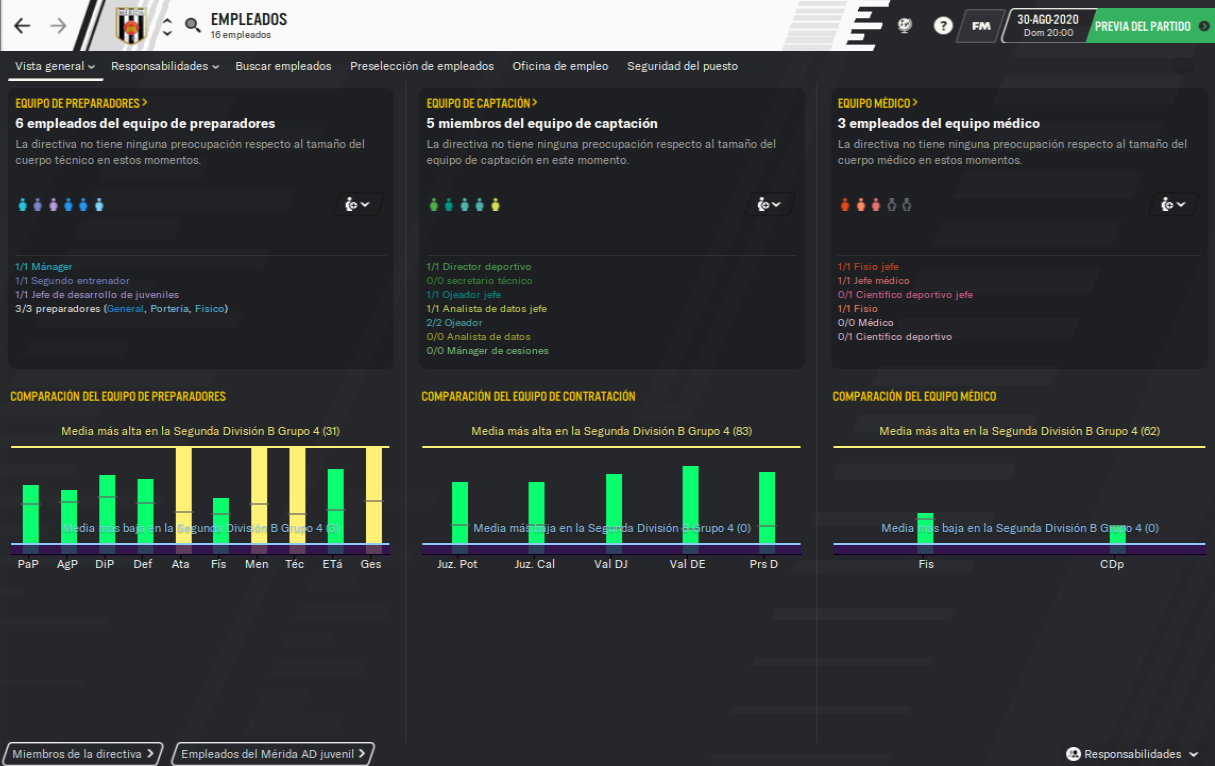 EMPLEADOS
16 empleados
FM
30-AGO-2020
Dom 20:00
PREVIA DEL PARTIDO
Vista general
Responsabilidades
Buscar empleados
Preselección de empleados
Oficina de empleo
Seguridad del puesto
EQUIPO DE PREPARADORES
6 empleados del equipo de preparadores
La directiva no tiene ninguna preocupación respecto al tamaño del
cuerpo técnico en estos momentos.
1/1 Mánager
1/1 Segundo entrenador
1/1 Jefe de desarrollo de juveniles
3/3 preparadores (General, Portería, Físico)
EQUIPO DE CAPTACIÓN
5 miembros del equipo de captación
La directiva no tiene ninguna preocupación respecto al tamaño del
equipo de captación en este momento.
1/1 Director deportivo
0/0 secretario técnico
1/1 Ojeador jefe
1/1 Analista de datos jefe
2/2 Ojeador
0/0 Analista de datos
0/0 Mánager de cesiones
EQUIPO MÉDICO
3 empleados del equipo médico
La directiva no tiene ninguna preocupación respecto al tamaño del
cuerpo médico en estos momentos.
1/1 Fisio jefe
1/1 Jefe médico
0/1 Científico deportivo jefe
1/1 Fisio
0/0 Médico
0/1 Científico deportivo
COMPARACIÓN DEL EQUIPO DE PREPARADORES
Media más alta en la Segunda División B Grupo 4 (31)
Media más baja en la Segunda División B Grupo 4 (3)
PaP AgP DiP Def Ata Fís Men Téc ETá Ges
COMPARACIÓN DEL EQUIPO DE CONTRATACIÓN
Media más alta en la Segunda División B Grupo 4 (83)
Media más baja en la Segunda División B Grupo 4 (0)
Juz. Pot Juz. Cal Val DJ Val DE Prs D
COMPARACIÓN DEL EQUIPO MÉDICO
Media más alta en la Segunda División B Grupo 4 (62)
Media más baja en la Segunda División B Grupo 4 (0)
Fis CDp
Miembros de la directiva
Empleados del Mérida AD juvenil
Responsabilidades